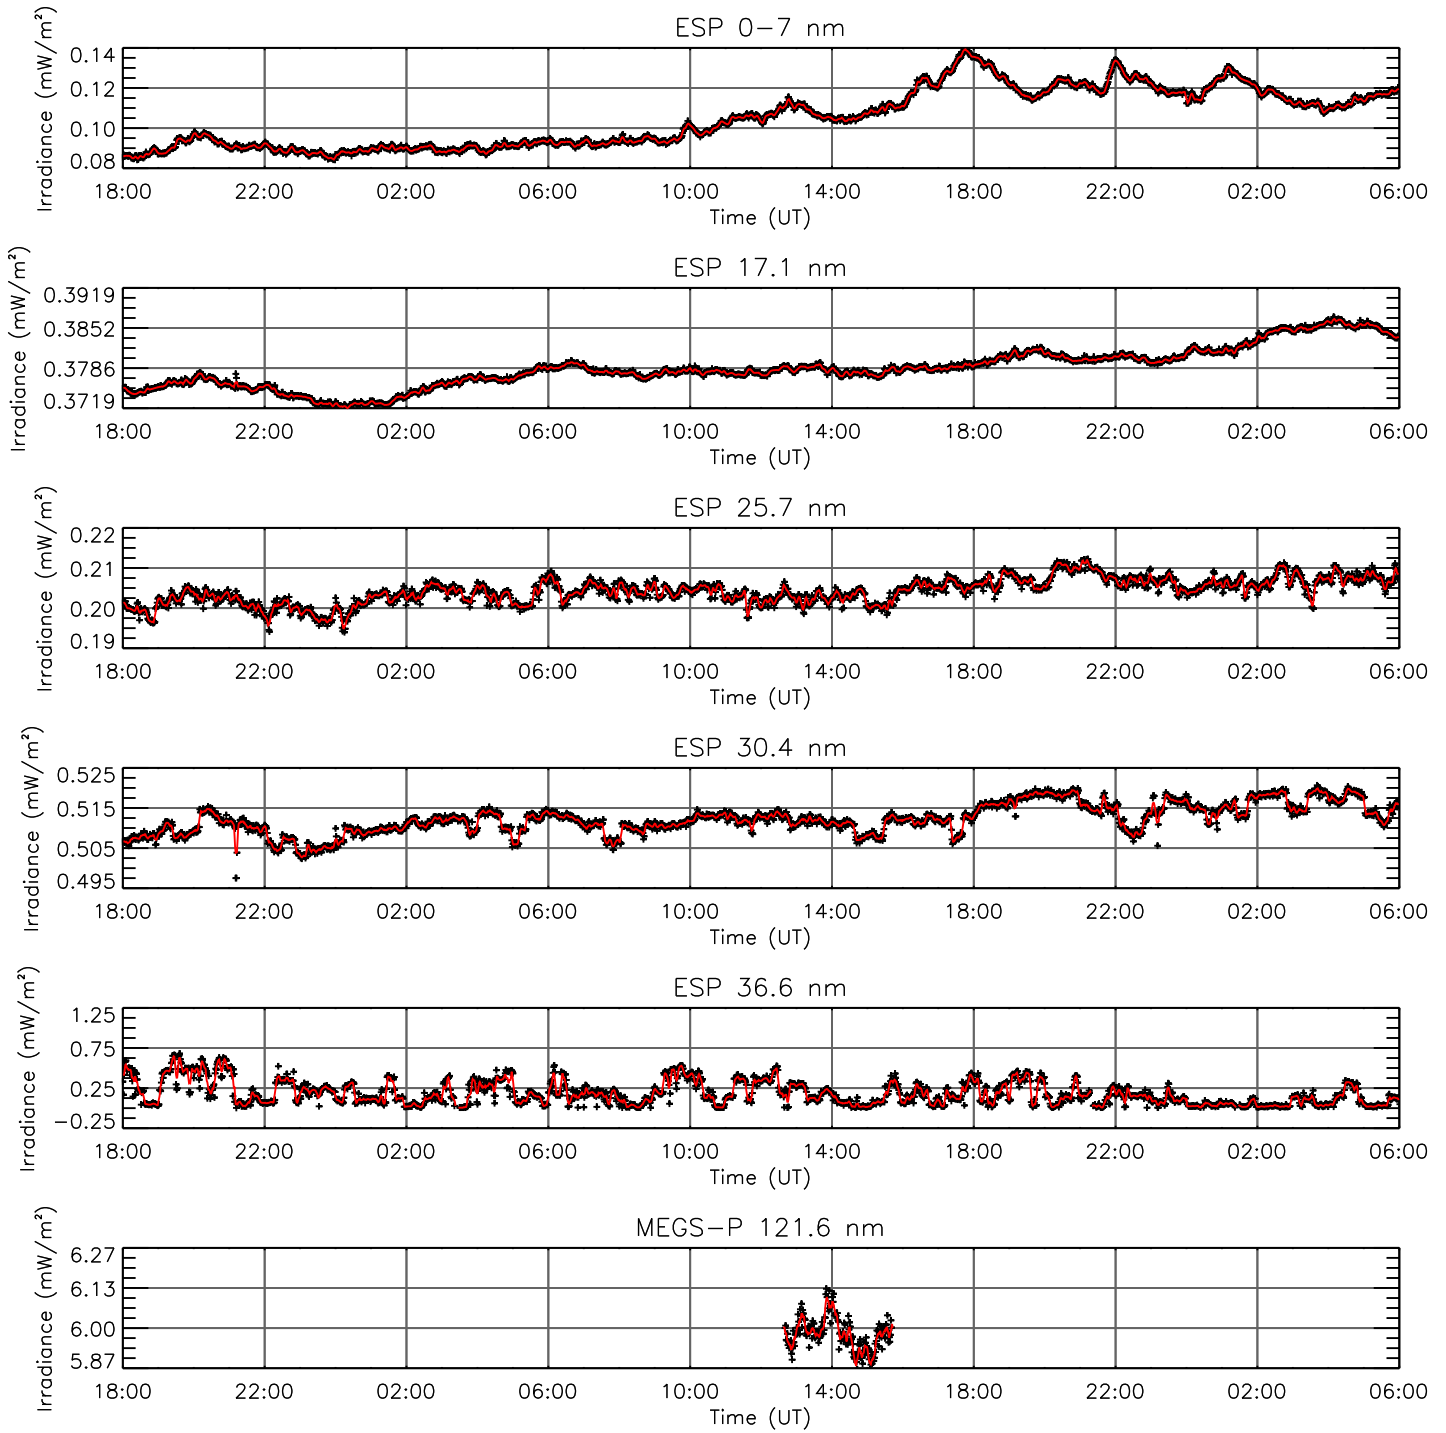 ESP 0-7 nm
Irradiance (mW/m²)
0.14
0.12
0.10
0.08
18:00 22:00 02:00 06:00 10:00 14:00 18:00 22:00 02:00 06:00
Time (UT)
ESP 17.1 nm
Irradiance (mW/m²)
0.3919
0.3852
0.3786
0.3719
18:00 22:00 02:00 06:00 10:00 14:00 18:00 22:00 02:00 06:00
Time (UT)
ESP 25.7 nm
Irradiance (mW/m²)
0.22
0.21
0.20
0.19
18:00 22:00 02:00 06:00 10:00 14:00 18:00 22:00 02:00 06:00
Time (UT)
ESP 30.4 nm
Irradiance (mW/m²)
0.525
0.515
0.505
0.495
18:00 22:00 02:00 06:00 10:00 14:00 18:00 22:00 02:00 06:00
Time (UT)
ESP 36.6 nm
Irradiance (mW/m²)
1.25
0.75
0.25
-0.25
18:00 22:00 02:00 06:00 10:00 14:00 18:00 22:00 02:00 06:00
Time (UT)
MEGS-P 121.6 nm
Irradiance (mW/m²)
6.27
6.13
6.00
5.87
18:00 22:00 02:00 06:00 10:00 14:00 18:00 22:00 02:00 06:00
Time (UT)